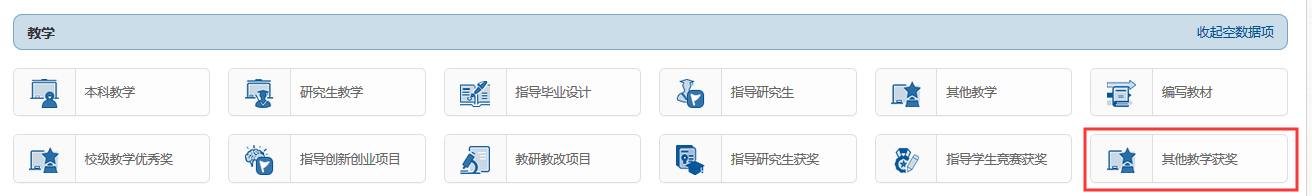 教学 收起空数据项
本科教学 研究生教学 指导毕业设计 指导研究生 其他教学 编写教材
校级教学优秀奖 指导创新创业项目 教研教改项目 指导研究生获奖 指导学生竞赛获奖 其他教学获奖